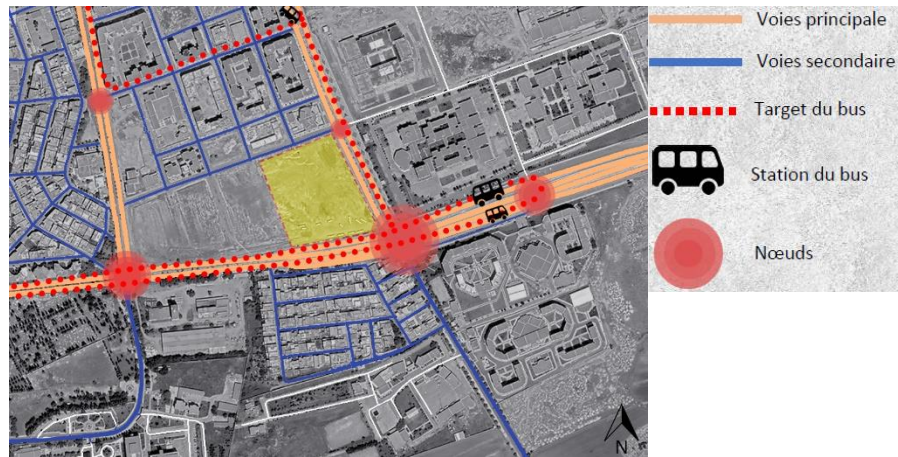 Voies principale
Voies secondaire
Target du bus
Station du bus
Nœuds
N